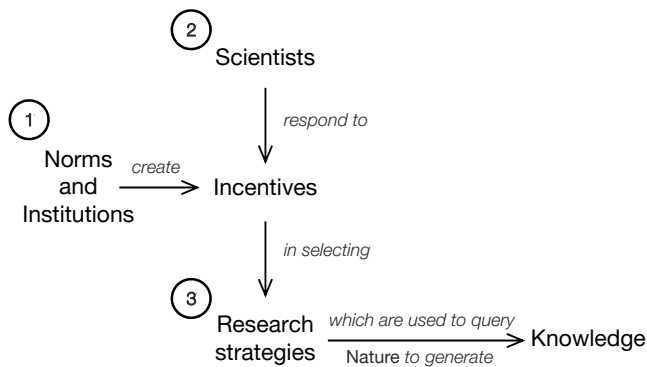 2
Scientists
respond to
1
Norms
and
Institutions
create
Incentives
in selecting
3
Research
strategies
which are used to query
Nature to generate
Knowledge